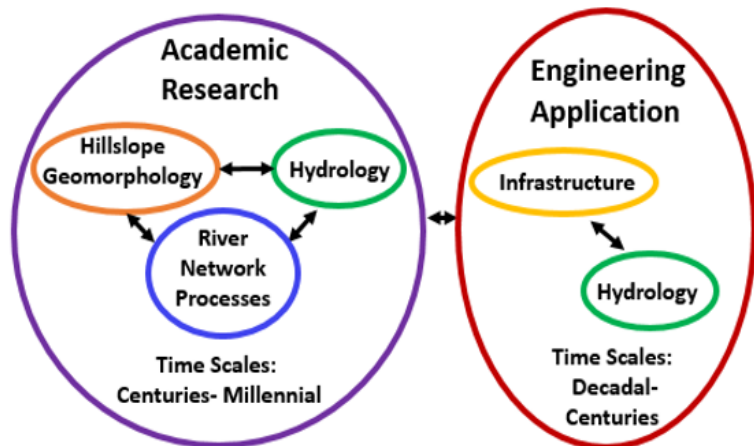 Academic
Research
Hillslope
Geomorphology
Hydrology
River
Network
Processes
Time Scales:
Centuries- Millennial
Engineering
Application
Infrastructure
Hydrology
Time Scales:
Decadal-
Centuries